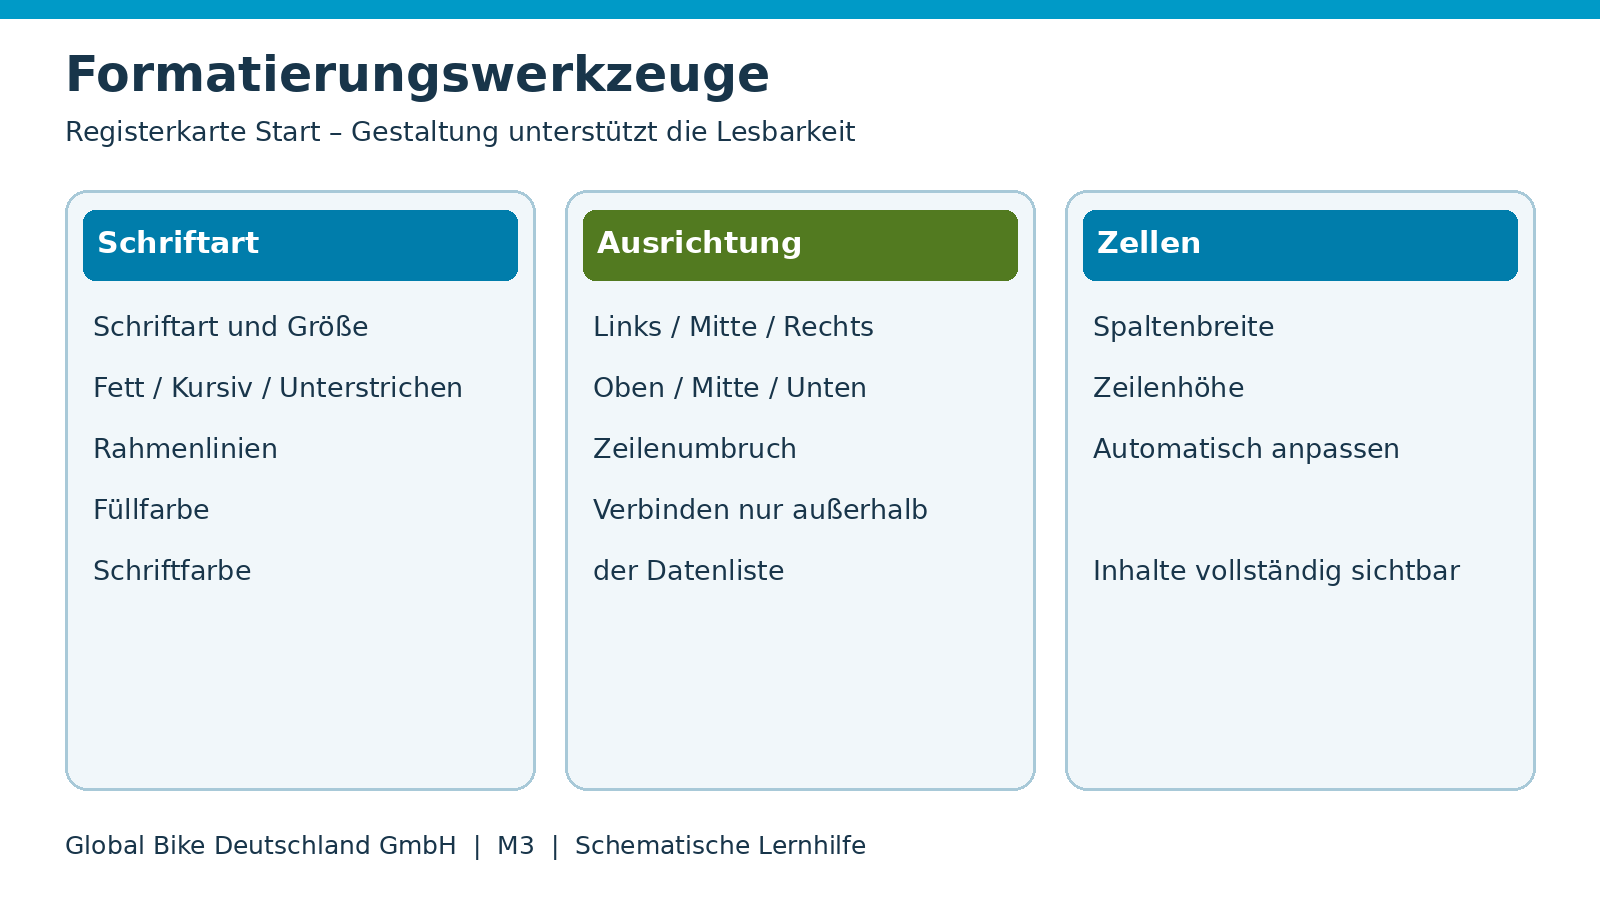 Formatierungswerkzeuge
Registerkarte Start – Gestaltung unterstützt die Lesbarkeit
Schriftart
Schriftart und Größe
Fett / Kursiv / Unterstrichen
Rahmenlinien
Füllfarbe
Schriftfarbe
Ausrichtung
Links / Mitte / Rechts
Oben / Mitte / Unten
Zeilenumbruch
Verbinden nur außerhalb
der Datenliste
Zellen
Spaltenbreite
Zeilenhöhe
Automatisch anpassen
Inhalte vollständig sichtbar
Global Bike Deutschland GmbH | M3 | Schematische Lernhilfe